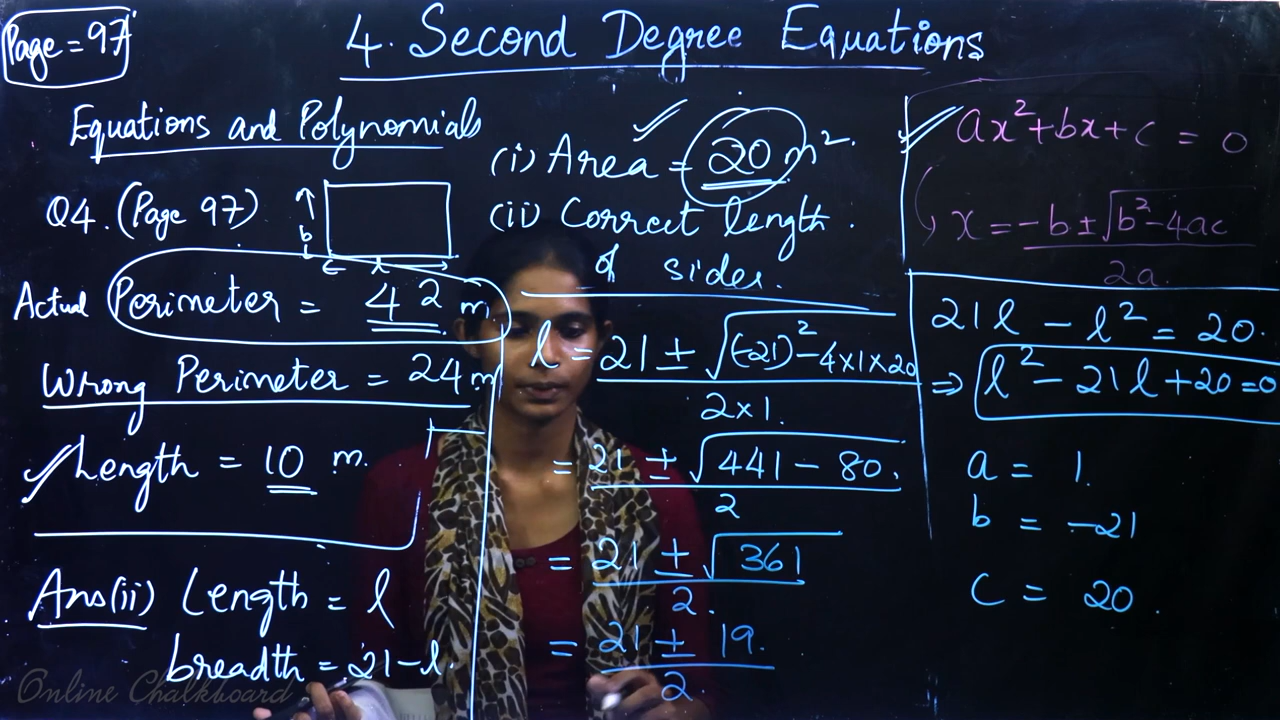 Page = 97
4. Second Degree Equations
Equations and Polynomials
Q4. (Page 97)
b
l
Actual Perimeter = 42 m
Wrong Perimeter = 24 m
Length = 10 m.
Ans(ii) Length = l
breadth = 21 - l.
(i) Area = 20 m².
(ii) Correct length
of sides.
l = 21 ± √(-21)² - 4×1×20
2×1.
= 21 ± √441 - 80.
2
= 21 ± √361
2.
= 21 ± 19.
2.
ax² + bx + c = 0
x = -b ± √b² - 4ac
2a.
21l - l² = 20.
⇒ l² - 21l + 20 = 0
a = 1.
b = -21
c = 20.
Online Chalkboard